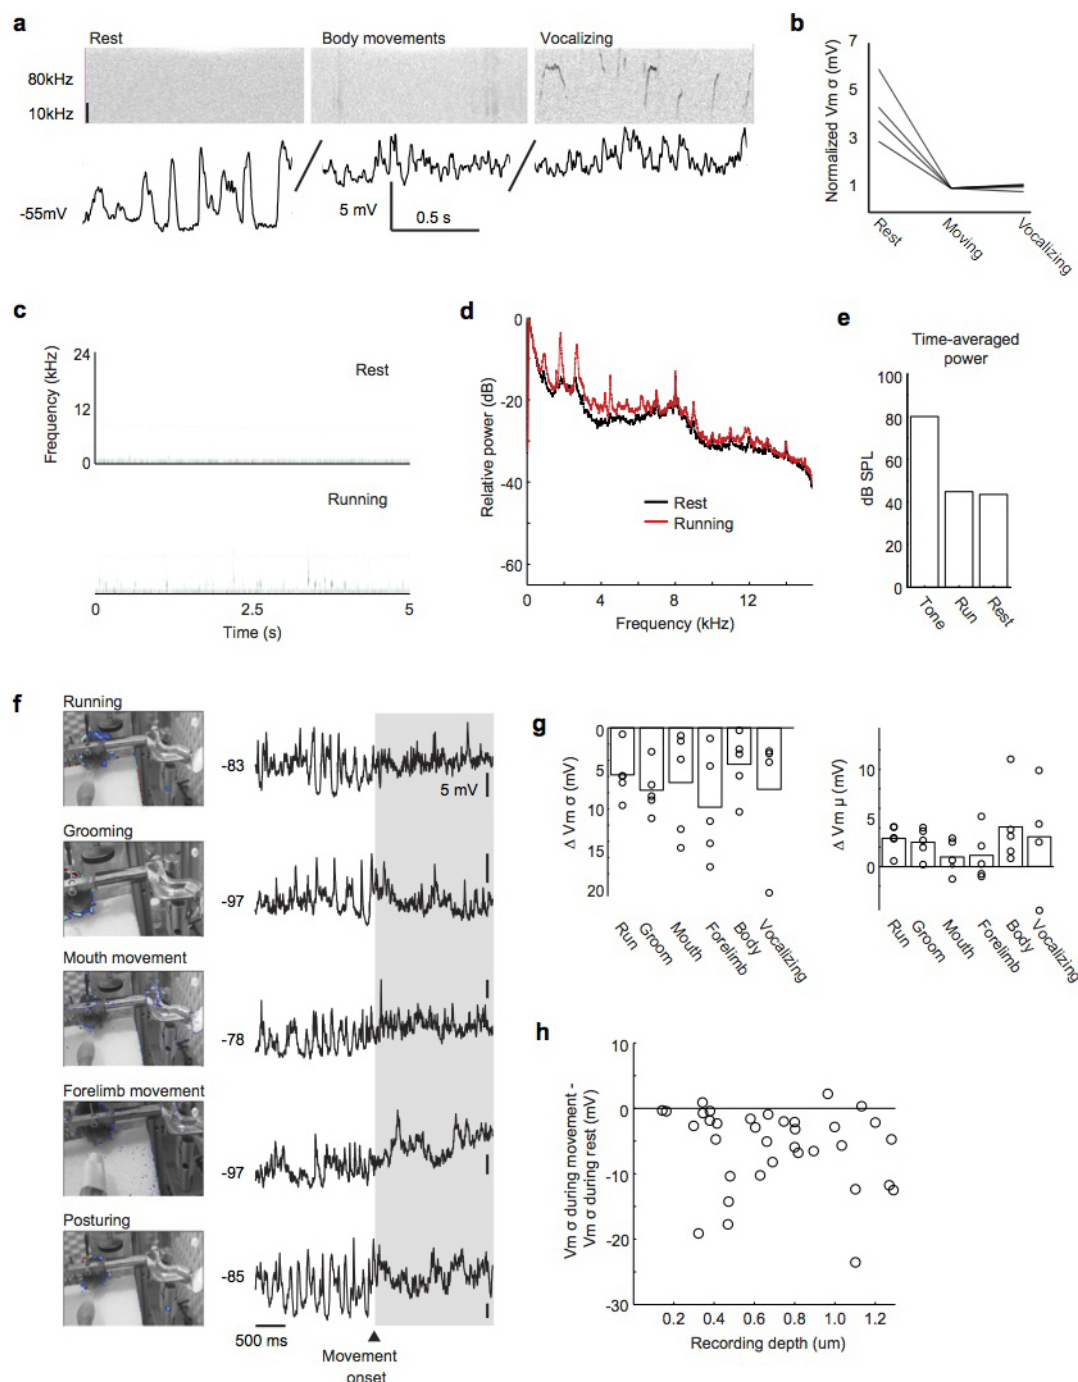 a
Rest
Body movements
Vocalizing
80kHz
10kHz
-55mV
5 mV
0.5 s
b
Normalized Vm σ (mV)
7
5
3
1
Rest
Moving
Vocalizing
c
Frequency (kHz)
24
12
0
Rest
Running
0
2.5
5
Time (s)
d
Relative power (dB)
0
-20
-40
-60
Rest
Running
0
4
8
12
Frequency (kHz)
e
Time-averaged
power
dB SPL
100
80
60
40
20
0
Tone
Run
Rest
f
Running
-83
5 mV
Grooming
-97
Mouth movement
-78
Forelimb movement
-97
Posturing
-85
500 ms
Movement
onset
g
Δ Vm σ (mV)
0
5
10
15
20
Run
Groom
Mouth
Forelimb
Body
Vocalizing
Δ Vm μ (mV)
10
5
0
Run
Groom
Mouth
Forelimb
Body
Vocalizing
h
Vm σ during movement -
Vm σ during rest (mV)
10
0
-10
-20
-30
0.2
0.4
0.6
0.8
1.0
1.2
Recording depth (um)